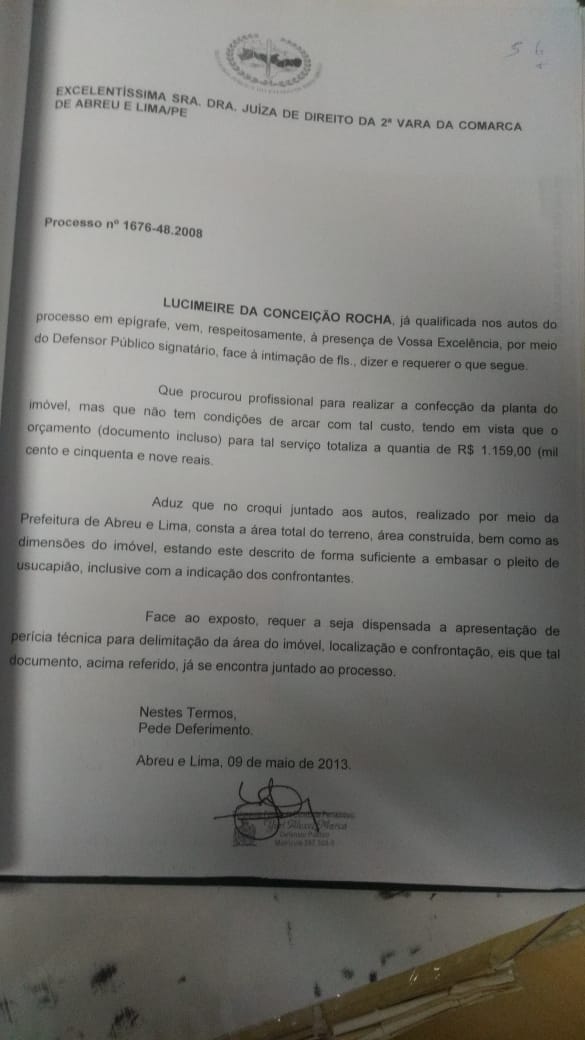 EXCELENTÍSSIMA SRA. DRA. JUÍZA DE DIREITO DA 2ª VARA DA COMARCA
DE ABREU E LIMA/PE
Processo nº 1676-48.2008
LUCIMEIRE DA CONCEIÇÃO ROCHA, já qualificada nos autos do
processo em epígrafe, vem, respeitosamente, à presença de Vossa Excelência, por meio
do Defensor Público signatário, face à intimação de fls., dizer e requerer o que segue.
Que procurou profissional para realizar a confecção da planta do
imóvel, mas que não tem condições de arcar com tal custo, tendo em vista que o
orçamento (documento incluso) para tal serviço totaliza a quantia de R$ 1.159,00 (mil
cento e cinquenta e nove reais.
Aduz que no croqui juntado aos autos, realizado por meio da
Prefeitura de Abreu e Lima, consta a área total do terreno, área construída, bem como as
dimensões do imóvel, estando este descrito de forma suficiente a embasar o pleito de
usucapião, inclusive com a indicação dos confrontantes.
Face ao exposto, requer a seja dispensada a apresentação de
perícia técnica para delimitação da área do imóvel, localização e confrontação, eis que tal
documento, acima referido, já se encontra juntado ao processo.
Nestes Termos,
Pede Deferimento.
Abreu e Lima, 09 de maio de 2013.
Defensor Público